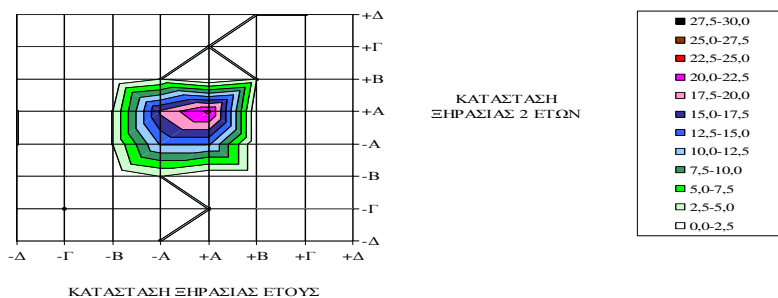 +Δ
+Γ
+Β
+Α
-Α
-Β
-Γ
-Δ
-Δ -Γ -Β -Α +Α +Β +Γ +Δ
ΚΑΤΑΣΤΑΣΗ ΞΗΡΑΣΙΑΣ ΕΤΟΥΣ
ΚΑΤΑΣΤΑΣΗ
ΞΗΡΑΣΙΑΣ 2 ΕΤΩΝ
27,5-30,0
25,0-27,5
22,5-25,0
20,0-22,5
17,5-20,0
15,0-17,5
12,5-15,0
10,0-12,5
7,5-10,0
5,0-7,5
2,5-5,0
0,0-2,5